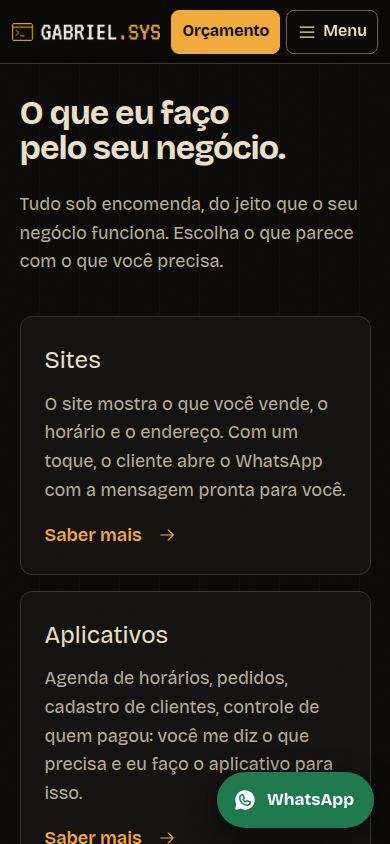 GABRIEL.SYS
Orçamento
Menu
O que eu faço
pelo seu negócio.
Tudo sob encomenda, do jeito que o seu
negócio funciona. Escolha o que parece
com o que você precisa.
Sites
O site mostra o que você vende, o
horário e o endereço. Com um
toque, o cliente abre o WhatsApp
com a mensagem pronta para você.
Saber mais →
Aplicativos
Agenda de horários, pedidos,
cadastro de clientes, controle de
quem pagou: você me diz o que
precisa e eu faço o aplicativo para
isso.
WhatsApp
Saber mais →